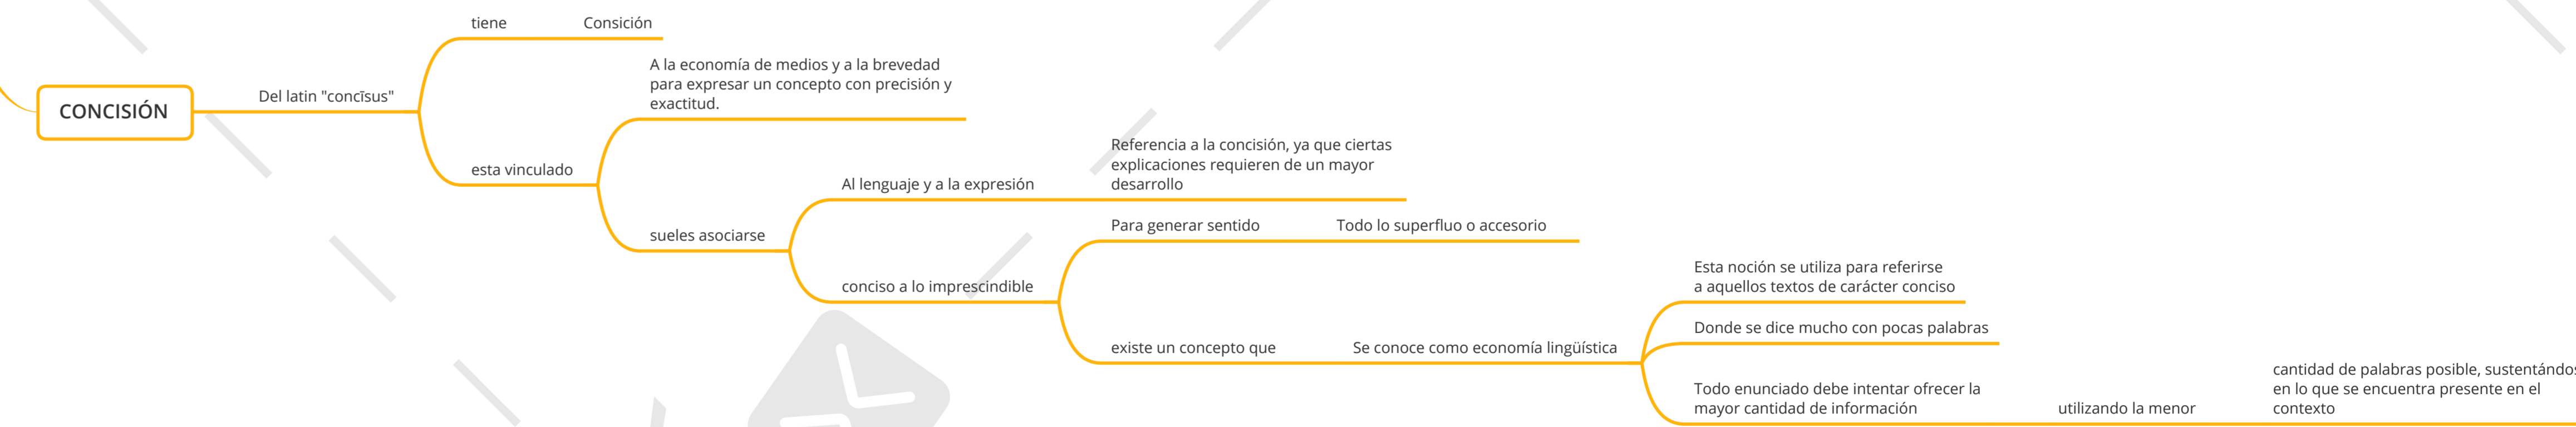 CONCISIÓN
Del latin "concīsus"
tiene
Consición
esta vinculado
A la economía de medios y a la brevedad
para expresar un concepto con precisión y
exactitud.
sueles asociarse
Al lenguaje y a la expresión
Referencia a la concisión, ya que ciertas
explicaciones requieren de un mayor
desarrollo
conciso a lo imprescindible
Para generar sentido
Todo lo superfluo o accesorio
existe un concepto que
Se conoce como economía lingüística
Esta noción se utiliza para referirse
a aquellos textos de carácter conciso
Donde se dice mucho con pocas palabras
Todo enunciado debe intentar ofrecer la
mayor cantidad de información
utilizando la menor
cantidad de palabras posible, sustentándos
en lo que se encuentra presente en el
contexto